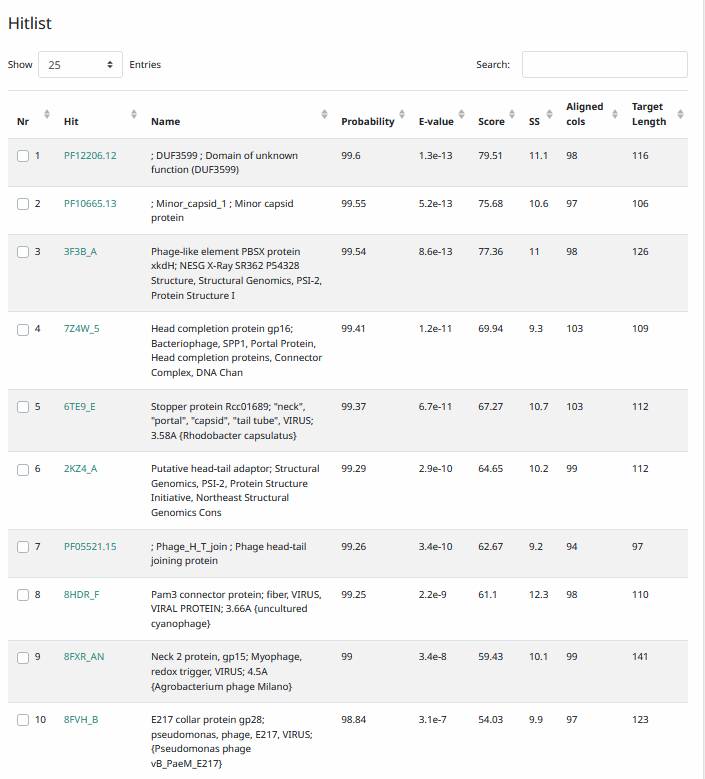 Hitlist
Show 25 Entries Search:
Nr Hit Name Probability E-value Score SS Aligned cols Target Length
1 PF12206.12 ; DUF3599 ; Domain of unknown 99.6 1.3e-13 79.51 11.1 98 116
function (DUF3599)
2 PF10665.13 ; Minor_capsid_1 ; Minor capsid 99.55 5.2e-13 75.68 10.6 97 106
protein
3 3F3B_A Phage-like element PBSX protein 99.54 8.6e-13 77.36 11 98 126
xkdH; NESG X-Ray SR362 P54328
Structure, Structural Genomics, PSI-2,
Protein Structure I
4 7Z4W_5 Head completion protein gp16; 99.41 1.2e-11 69.94 9.3 103 109
Bacteriophage, SPP1, Portal Protein,
Head completion proteins, Connector
Complex, DNA Chan
5 6TE9_E Stopper protein Rcc01689; "neck", 99.37 6.7e-11 67.27 10.7 103 112
"portal", "capsid", "tail tube", VIRUS;
3.58A {Rhodobacter capsulatus}
6 2KZ4_A Putative head-tail adaptor; Structural 99.29 2.9e-10 64.65 10.2 99 112
Genomics, PSI-2, Protein Structure
Initiative, Northeast Structural
Genomics Cons
7 PF05521.15 ; Phage_H_T_join ; Phage head-tail 99.26 3.4e-10 62.67 9.2 94 97
joining protein
8 8HDR_F Pam3 connector protein; fiber, VIRUS, 99.25 2.2e-9 61.1 12.3 98 110
VIRAL PROTEIN; 3.66A {uncultured
cyanophage}
9 8FXR_AN Neck 2 protein, gp15; Myophage, 99 3.4e-8 59.43 10.1 99 141
redox trigger, VIRUS; 4.5A
{Agrobacterium phage Milano}
10 8FVH_B E217 collar protein gp28; 98.84 3.1e-7 54.03 9.9 97 123
pseudomonas, phage, E217, VIRUS;
{Pseudomonas phage
vB_PaeM_E217}